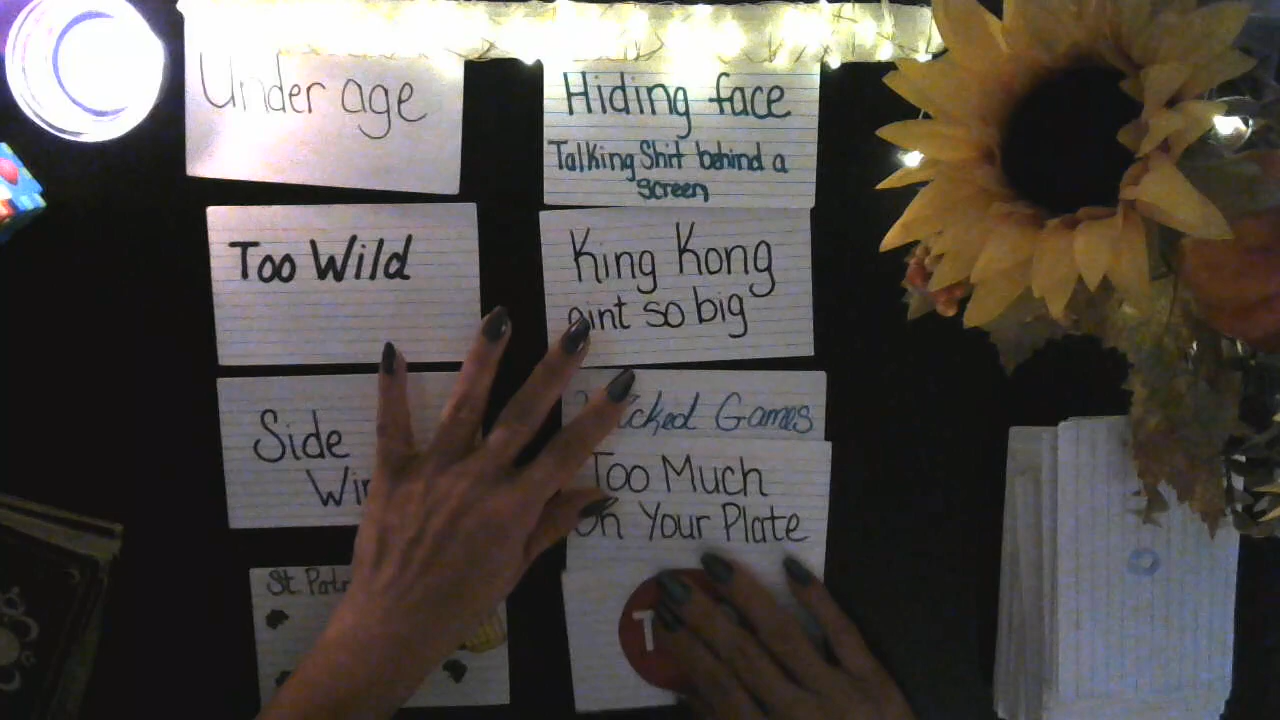 Under age
Hiding face
Talking Shit behind a
screen
Too Wild
King Kong
aint so big
Side
Games
Too Much
On Your Plate
St.
T